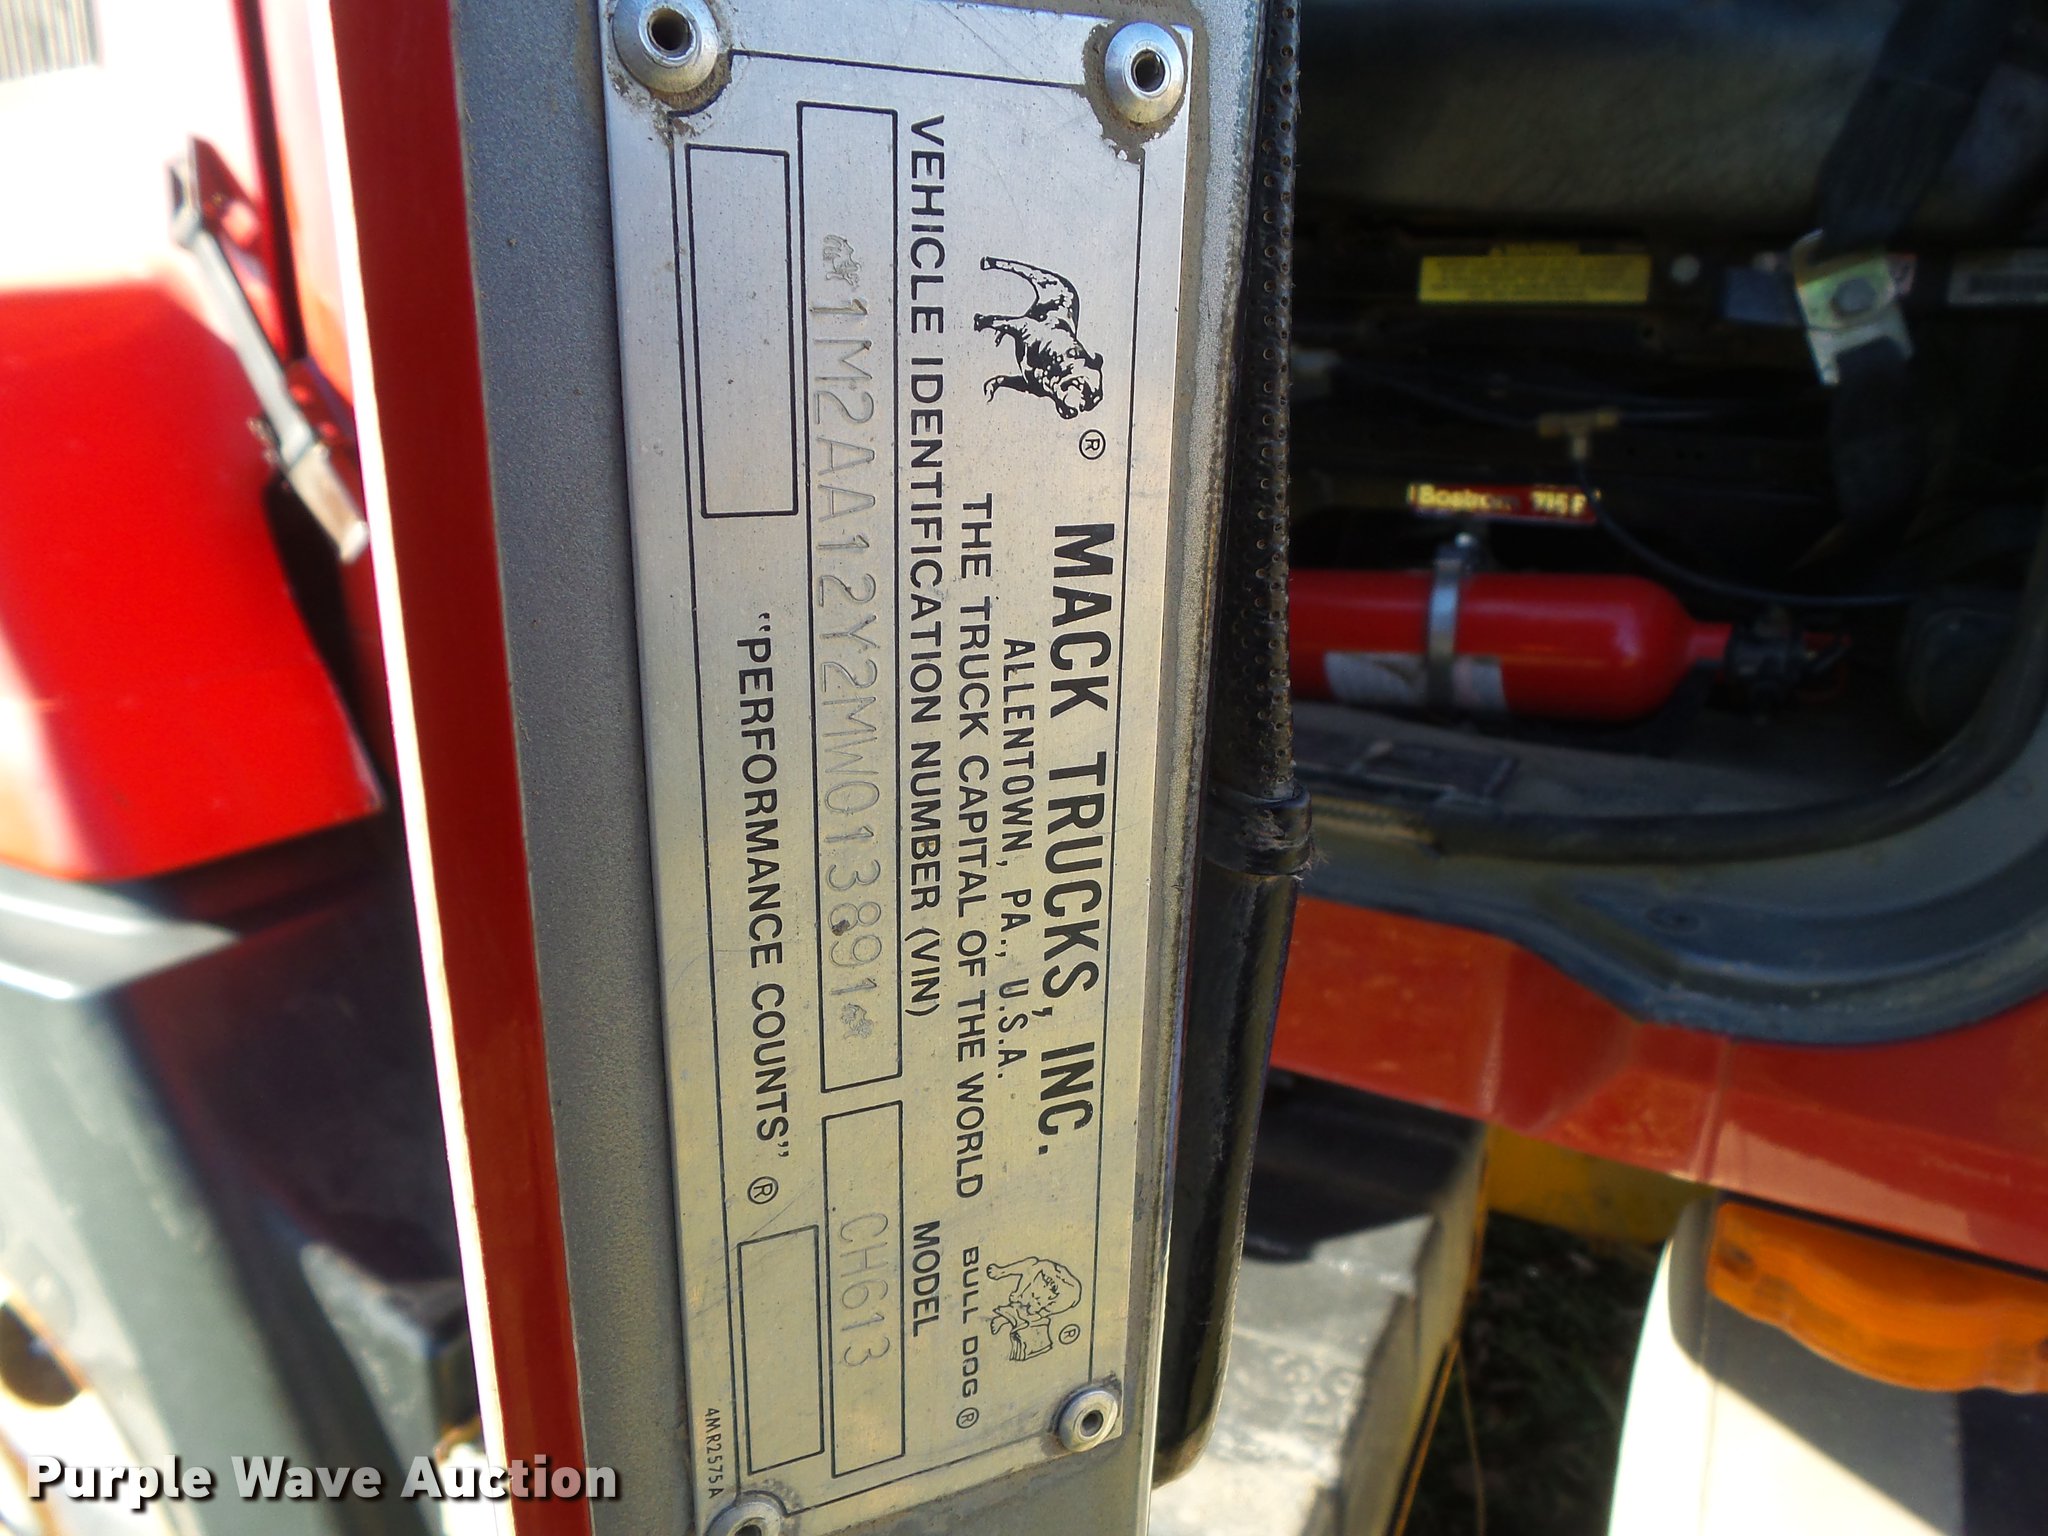 MACK TRUCKS, INC.
ALLENTOWN, PA., U.S.A.
THE TRUCK CAPITAL OF THE WORLD
BULL DOG ®
®
®
VEHICLE IDENTIFICATION NUMBER (VIN)
MODEL
1M2AA12Y2MW013891
CH613
"PERFORMANCE COUNTS" ®
4MR2575A
Purple Wave Auction